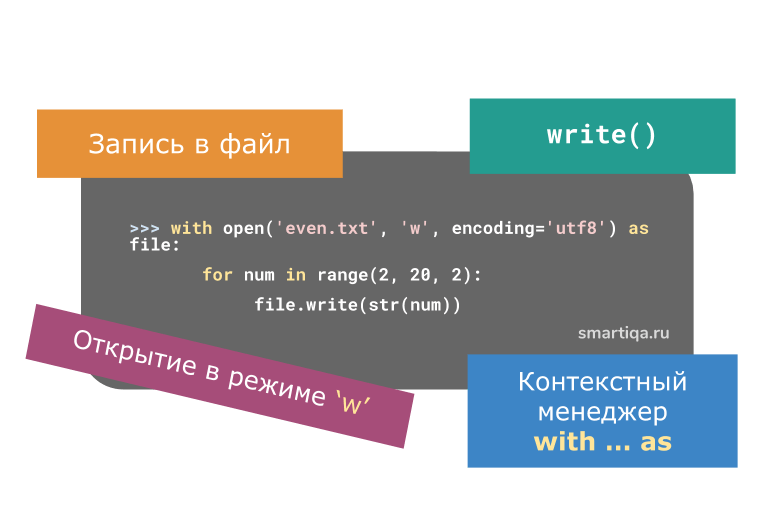 Запись в файл
write()
>>> with open('even.txt', 'w', encoding='utf8') as
file:
for num in range(2, 20, 2):
file.write(str(num))
smartiqa.ru
Открытие в режиме ‘w’
Контекстный
менеджер
with ... as